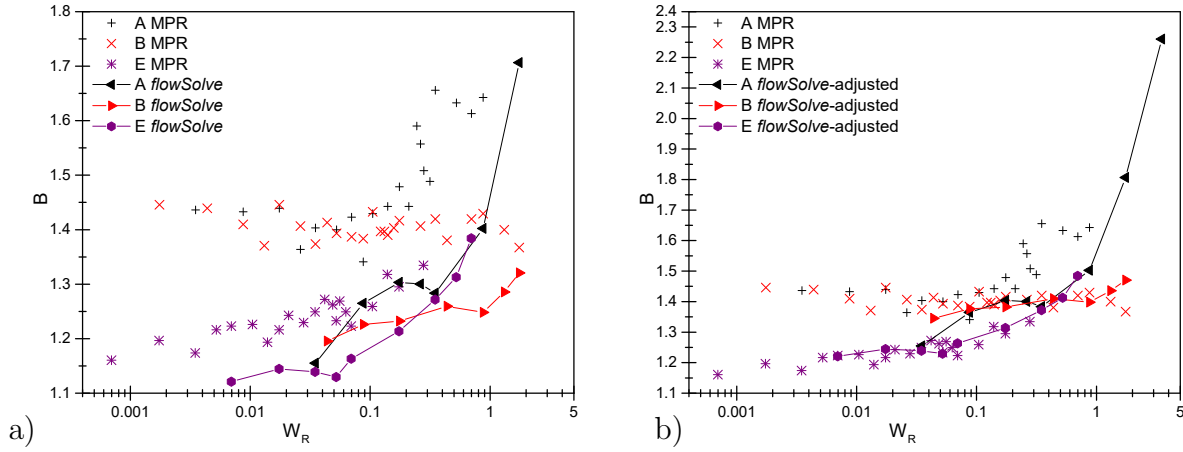 1.8
1.7
1.6
1.5
1.4
1.3
1.2
1.1
B
A MPR
B MPR
E MPR
A flowSolve
B flowSolve
E flowSolve
0.001 0.01 0.1 1 5
W_R
a)
2.4
2.3
2.2
2.1
2.0
1.9
1.8
1.7
1.6
1.5
1.4
1.3
1.2
1.1
B
A MPR
B MPR
E MPR
A flowSolve-adjusted
B flowSolve-adjusted
E flowSolve-adjusted
0.001 0.01 0.1 1 5
W_R
b)